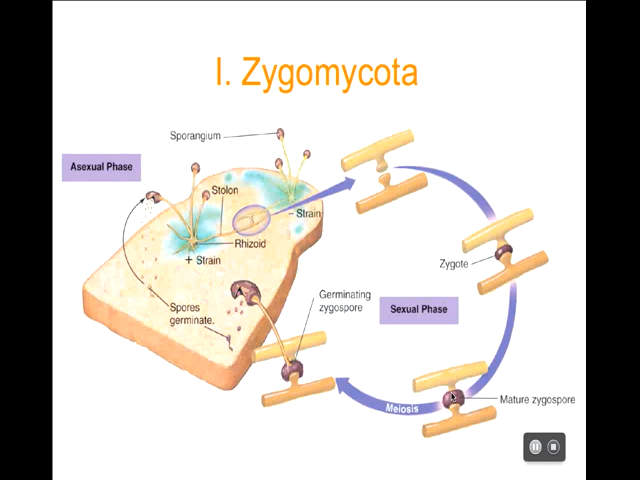 I. Zygomycota
Sporangium
Asexual Phase
Stolon
- Strain
Rhizoid
+ Strain
Zygote
Germinating
zygospore
Sexual Phase
Spores
germinate.
Mature zygospore
Meiosis